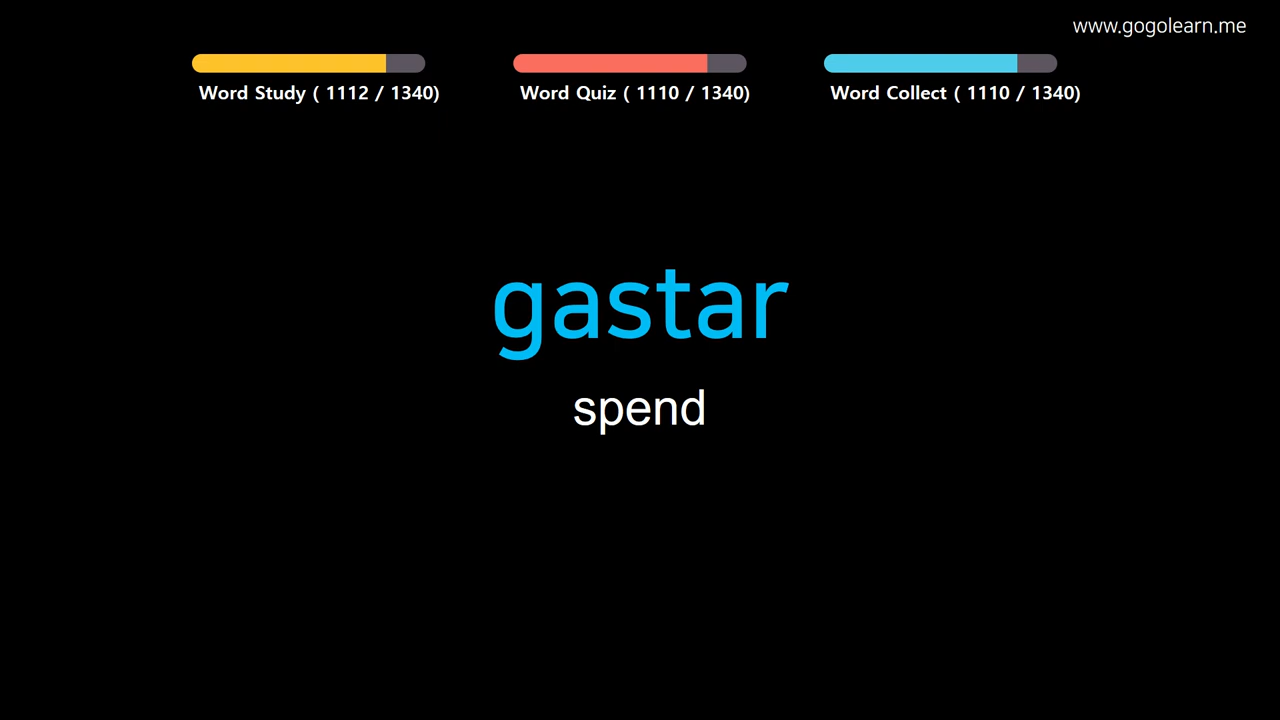 www.gogolearn.me
Word Study ( 1112 / 1340)
Word Quiz ( 1110 / 1340)
Word Collect ( 1110 / 1340)
gastar
spend